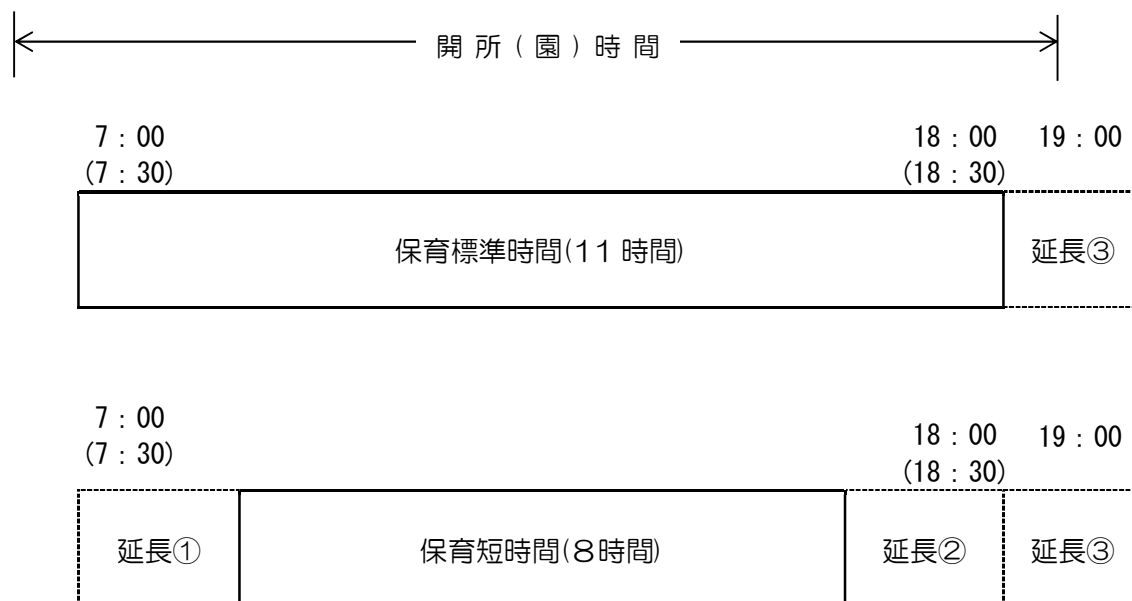 開 所 ( 園 ) 時 間
7：00 18：00 19：00
(7：30) (18：30)
保育標準時間(11 時間) 延長③
7：00 18：00 19：00
(7：30) (18：30)
延長① 保育短時間(8時間) 延長② 延長③